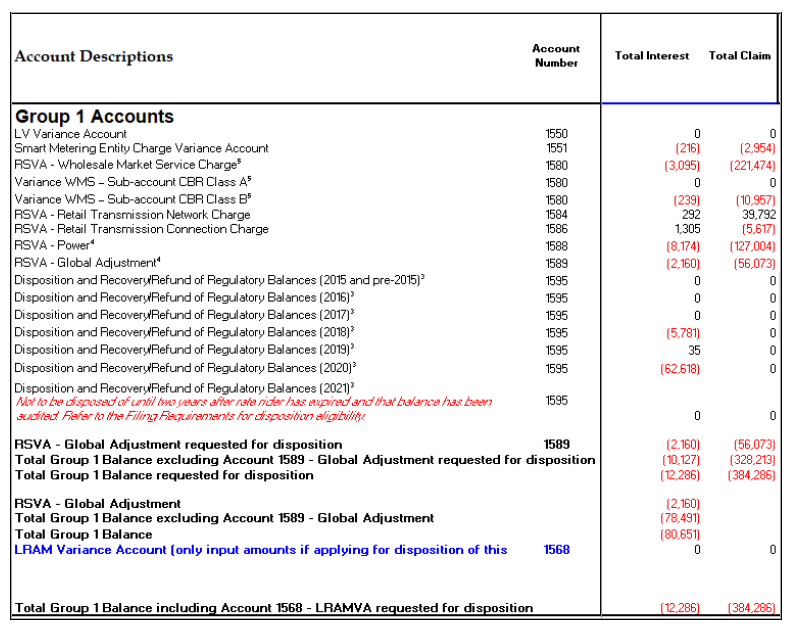 Account Descriptions Account Number Total Interest Total Claim
Group 1 Accounts
LV Variance Account 1550 0 0
Smart Metering Entity Charge Variance Account 1551 (216) (2,954)
RSVA - Wholesale Market Service Charge⁵ 1580 (3,095) (221,474)
Variance WMS – Sub-account CBR Class A⁵ 1580 0 0
Variance WMS – Sub-account CBR Class B⁵ 1580 (239) (10,957)
RSVA - Retail Transmission Network Charge 1584 292 39,792
RSVA - Retail Transmission Connection Charge 1586 1,305 (5,617)
RSVA - Power⁴ 1588 (8,174) (127,004)
RSVA - Global Adjustment⁴ 1589 (2,160) (56,073)
Disposition and Recovery/Refund of Regulatory Balances (2015 and pre-2015)³ 1595 0 0
Disposition and Recovery/Refund of Regulatory Balances (2016)³ 1595 0 0
Disposition and Recovery/Refund of Regulatory Balances (2017)³ 1595 0 0
Disposition and Recovery/Refund of Regulatory Balances (2018)³ 1595 (5,781) 0
Disposition and Recovery/Refund of Regulatory Balances (2019)³ 1595 35 0
Disposition and Recovery/Refund of Regulatory Balances (2020)³ 1595 (62,618) 0
Disposition and Recovery/Refund of Regulatory Balances (2021)³
Not to be disposed of until two years after rate rider has expired and that balance has been 1595
audited. Refer to the Filing Requirements for disposition eligibility. 0 0
RSVA - Global Adjustment requested for disposition 1589 (2,160) (56,073)
Total Group 1 Balance excluding Account 1589 - Global Adjustment requested for disposition (10,127) (328,213)
Total Group 1 Balance requested for disposition (12,286) (384,286)
RSVA - Global Adjustment (2,160)
Total Group 1 Balance excluding Account 1589 - Global Adjustment (78,491)
Total Group 1 Balance (80,651)
LRAM Variance Account (only input amounts if applying for disposition of this 1568 0 0
Total Group 1 Balance including Account 1568 - LRAMVA requested for disposition (12,286) (384,286)